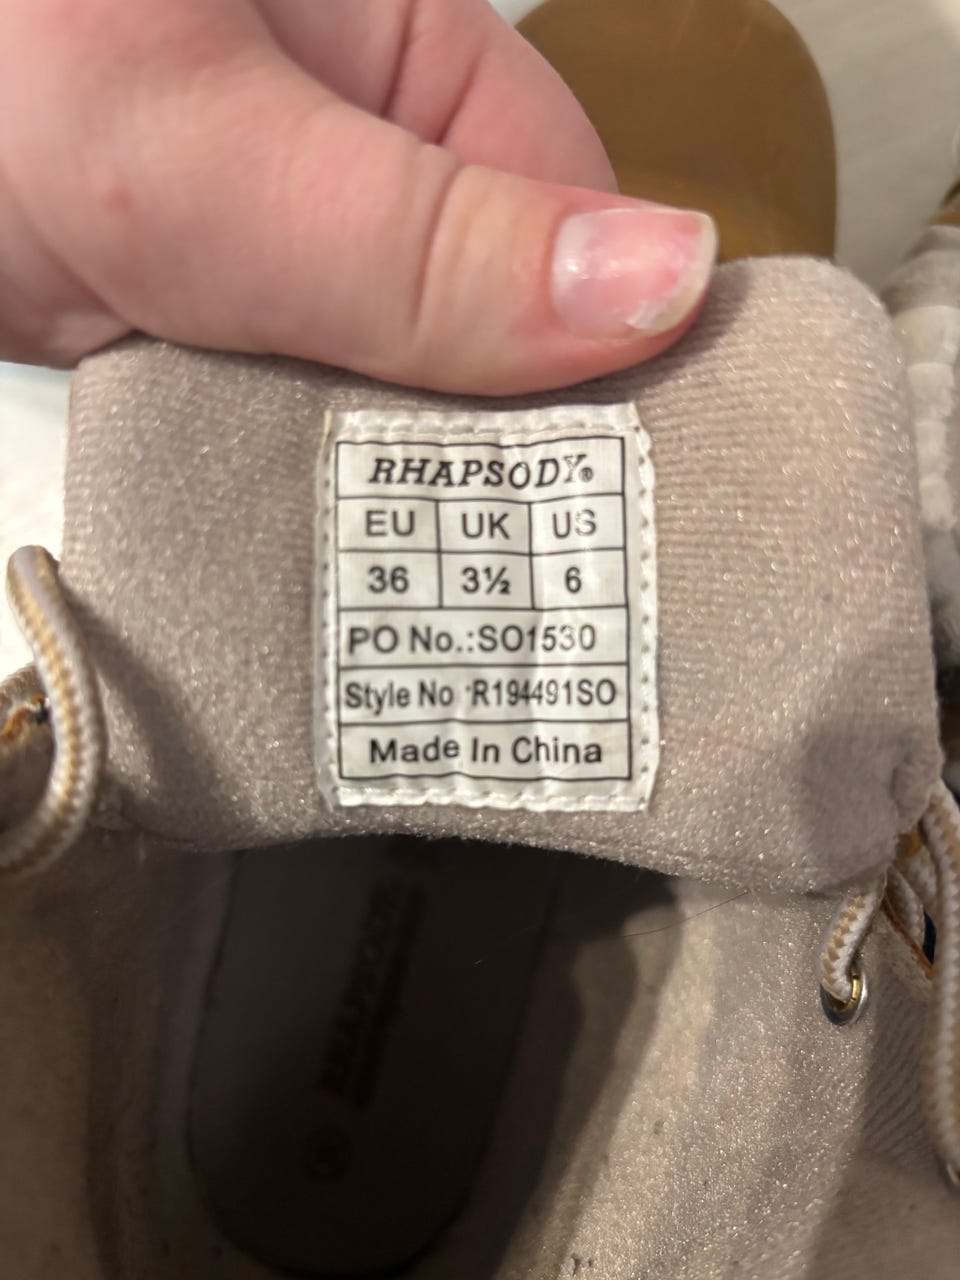 RHAPSODY®
EU UK US
36 3½ 6
PO No.:SO1530
Style No :R194491SO
Made In China